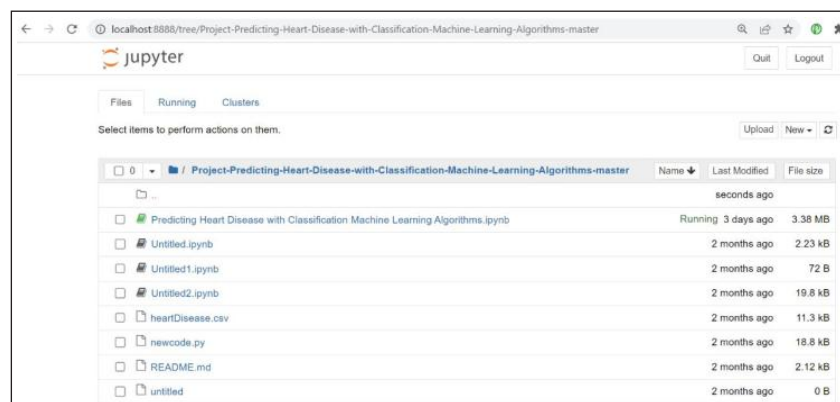 localhost:8888/tree/Project-Predicting-Heart-Disease-with-Classification-Machine-Learning-Algorithms-master
jupyter Quit Logout
Files Running Clusters
Select items to perform actions on them. Upload New
0 / Project-Predicting-Heart-Disease-with-Classification-Machine-Learning-Algorithms-master Name Last Modified File size
.. seconds ago
Predicting Heart Disease with Classification Machine Learning Algorithms.ipynb Running 3 days ago 3.38 MB
Untitled.ipynb 2 months ago 2.23 kB
Untitled1.ipynb 2 months ago 72 B
Untitled2.ipynb 2 months ago 19.8 kB
heartDisease.csv 2 months ago 11.3 kB
newcode.py 2 months ago 18.8 kB
README.md 2 months ago 2.12 kB
untitled 2 months ago 0 B